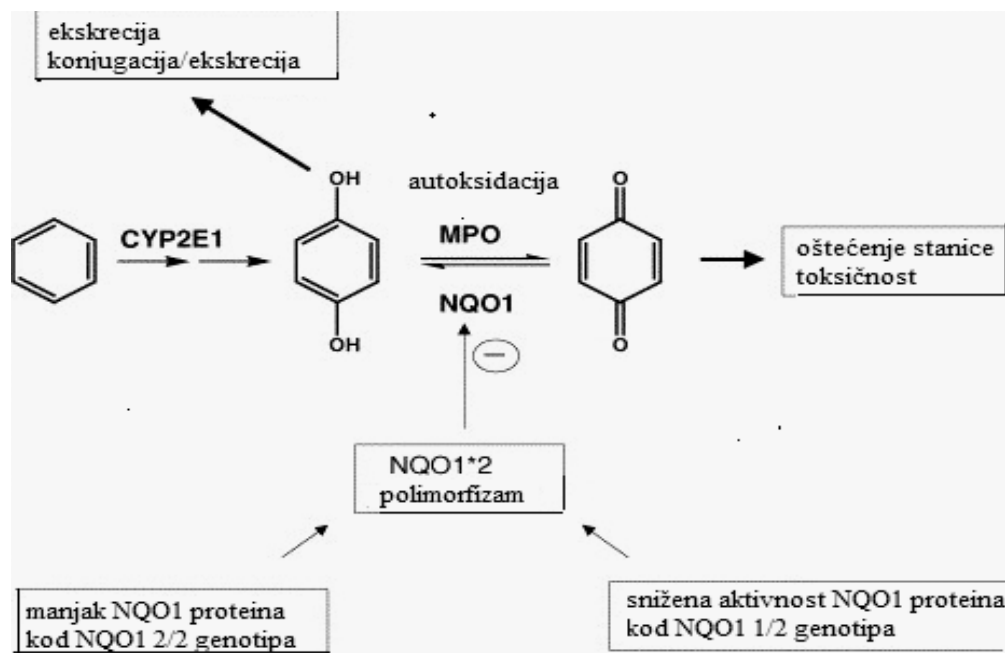 ekskrecija
konjugacija/ekskrecija
OH
autoksidacija
O
CYP2E1
MPO
NQO1
oštećenje stanice
toksičnost
OH
O
NQO1*2
polimorfizam
manjak NQO1 proteina
kod NQO1 2/2 genotipa
snižena aktivnost NQO1 proteina
kod NQO1 1/2 genotipa